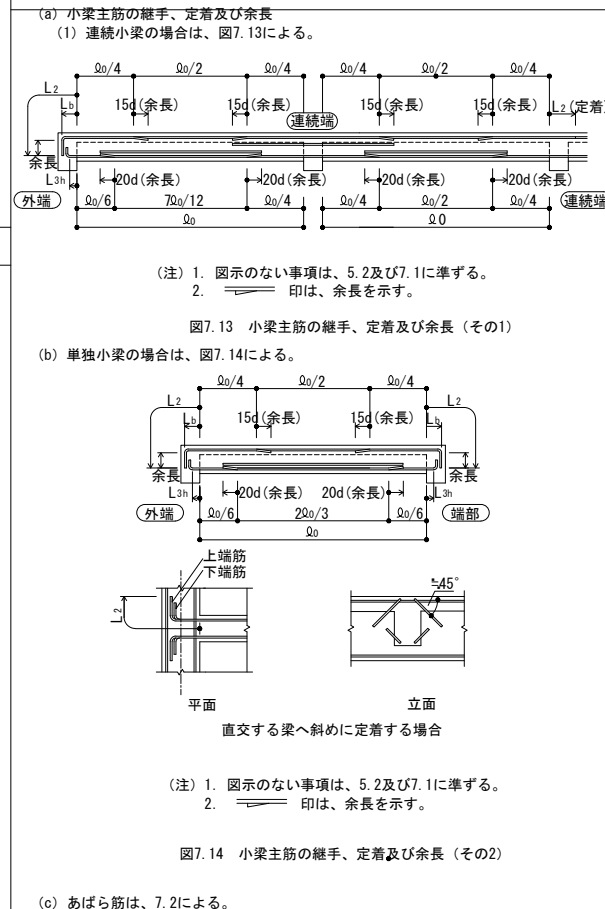 (a) 小梁主筋の継手、定着及び余長
(1) 連続小梁の場合は、図7.13による。
ℓ0/4 ℓ0/2 ℓ0/4 ℓ0/4 ℓ0/2 ℓ0/4
L2 Lb 15d(余長) 15d(余長) 15d(余長) 15d(余長) L2(定着
連続端
余長
L3h 20d(余長) 20d(余長) 20d(余長) 20d(余長)
外端 ℓ0/6 7ℓ0/12 ℓ0/4 ℓ0/4 ℓ0/2 ℓ0/4 連続端
ℓ0 ℓ0
(注) 1. 図示のない事項は、5.2及び7.1に準ずる。
2. 印は、余長を示す。
図7.13 小梁主筋の継手、定着及び余長 (その1)
(b) 単独小梁の場合は、図7.14による。
ℓ0/4 ℓ0/2 ℓ0/4
L2 Lb 15d(余長) 15d(余長) Lb L2
余長 余長
L3h 20d(余長) 20d(余長) L3h
外端 ℓ0/6 2ℓ0/3 ℓ0/6 端部
ℓ0
上端筋
下端筋
L2
≒45°
平面 立面
直交する梁へ斜めに定着する場合
(注) 1. 図示のない事項は、5.2及び7.1に準ずる。
2. 印は、余長を示す。
図7.14 小梁主筋の継手、定着及び余長 (その2)
(c) あばら筋は、7.2による。